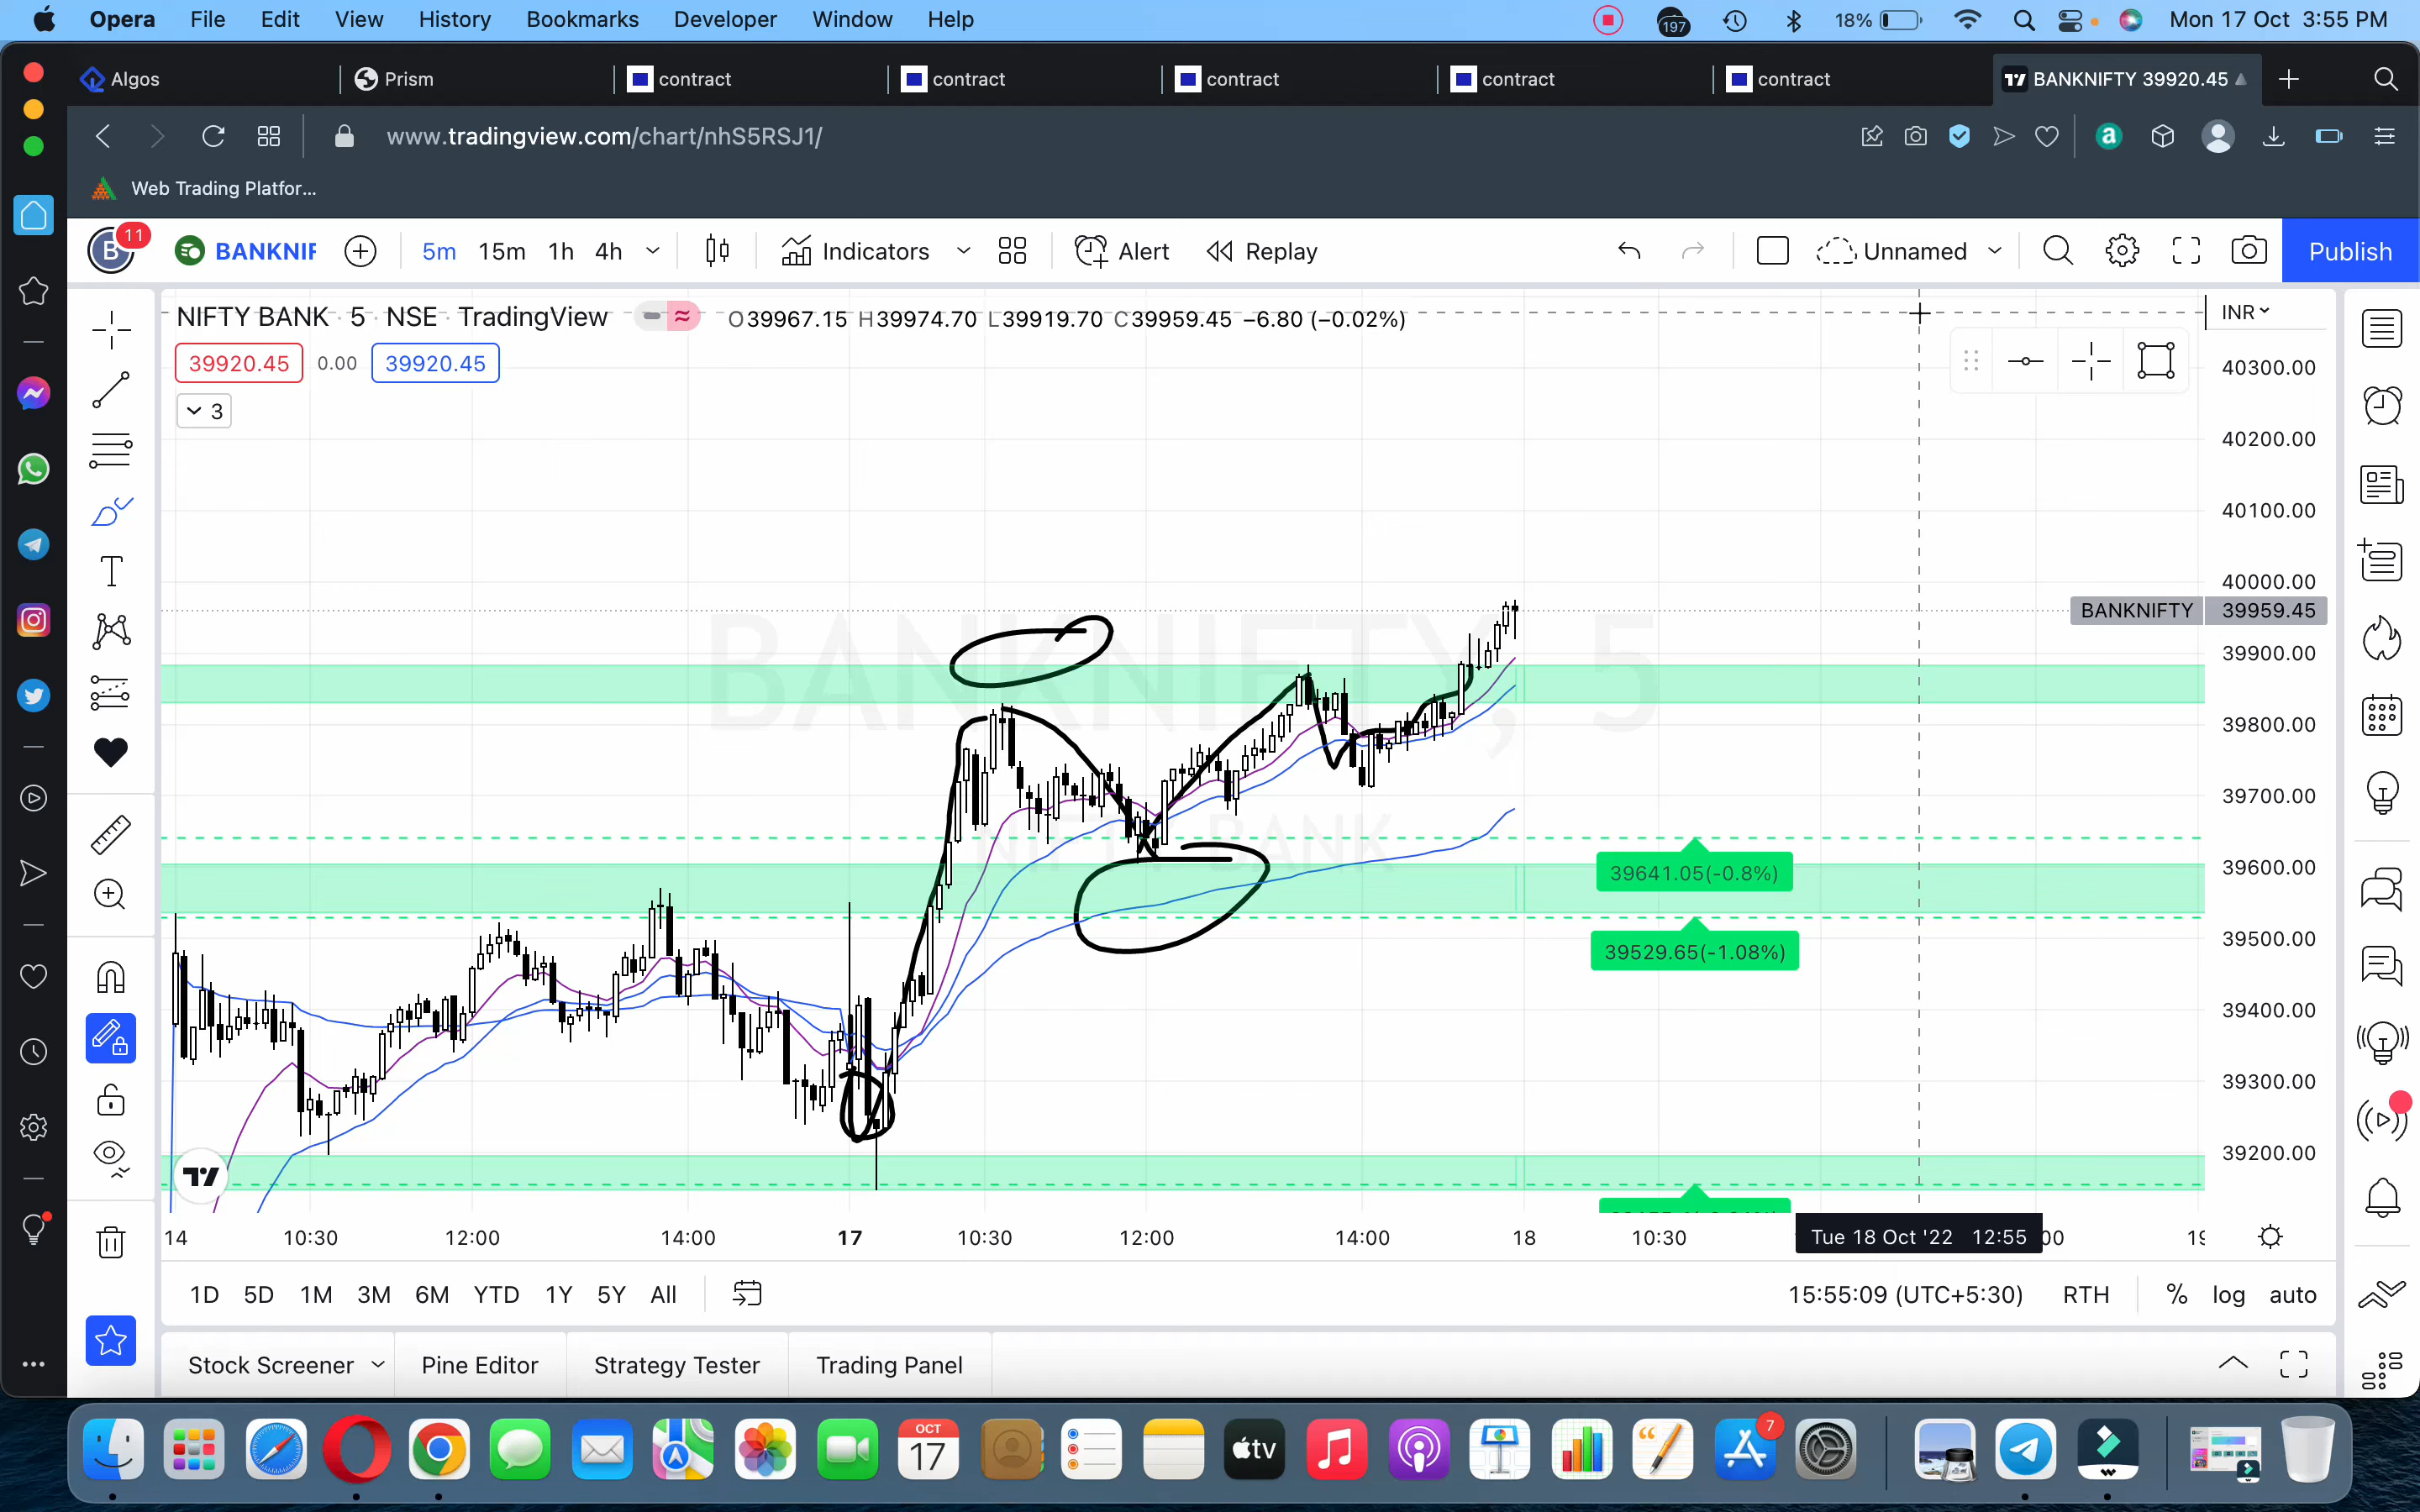 Opera File Edit View History Bookmarks Developer Window Help 197 18% Mon 17 Oct 3:55 PM
Algos Prism contract contract contract contract contract BANKNIFTY 39920.45
www.tradingview.com/chart/nhS5RSJ1/
Web Trading Platfor...
B 11 BANKNIF 5m 15m 1h 4h Indicators Alert Replay Unnamed Publish
NIFTY BANK · 5 · NSE · TradingView O39967.15 H39974.70 L39919.70 C39959.45 −6.80 (−0.02%) INR
39920.45 0.00 39920.45
3
40300.00
40200.00
40100.00
40000.00
BANKNIFTY 39959.45
BANKNIFTY, 5
39900.00
39800.00
39700.00
NIFTY BANK
39641.05(-0.8%)
39600.00
39529.65(-1.08%)
39500.00
39400.00
39300.00
39200.00
14 10:30 12:00 14:00 17 10:30 12:00 14:00 18 10:30 Tue 18 Oct '22 12:55 :00
1D 5D 1M 3M 6M YTD 1Y 5Y All 15:55:09 (UTC+5:30) RTH % log auto
Stock Screener Pine Editor Strategy Tester Trading Panel
OCT
17
tv
7